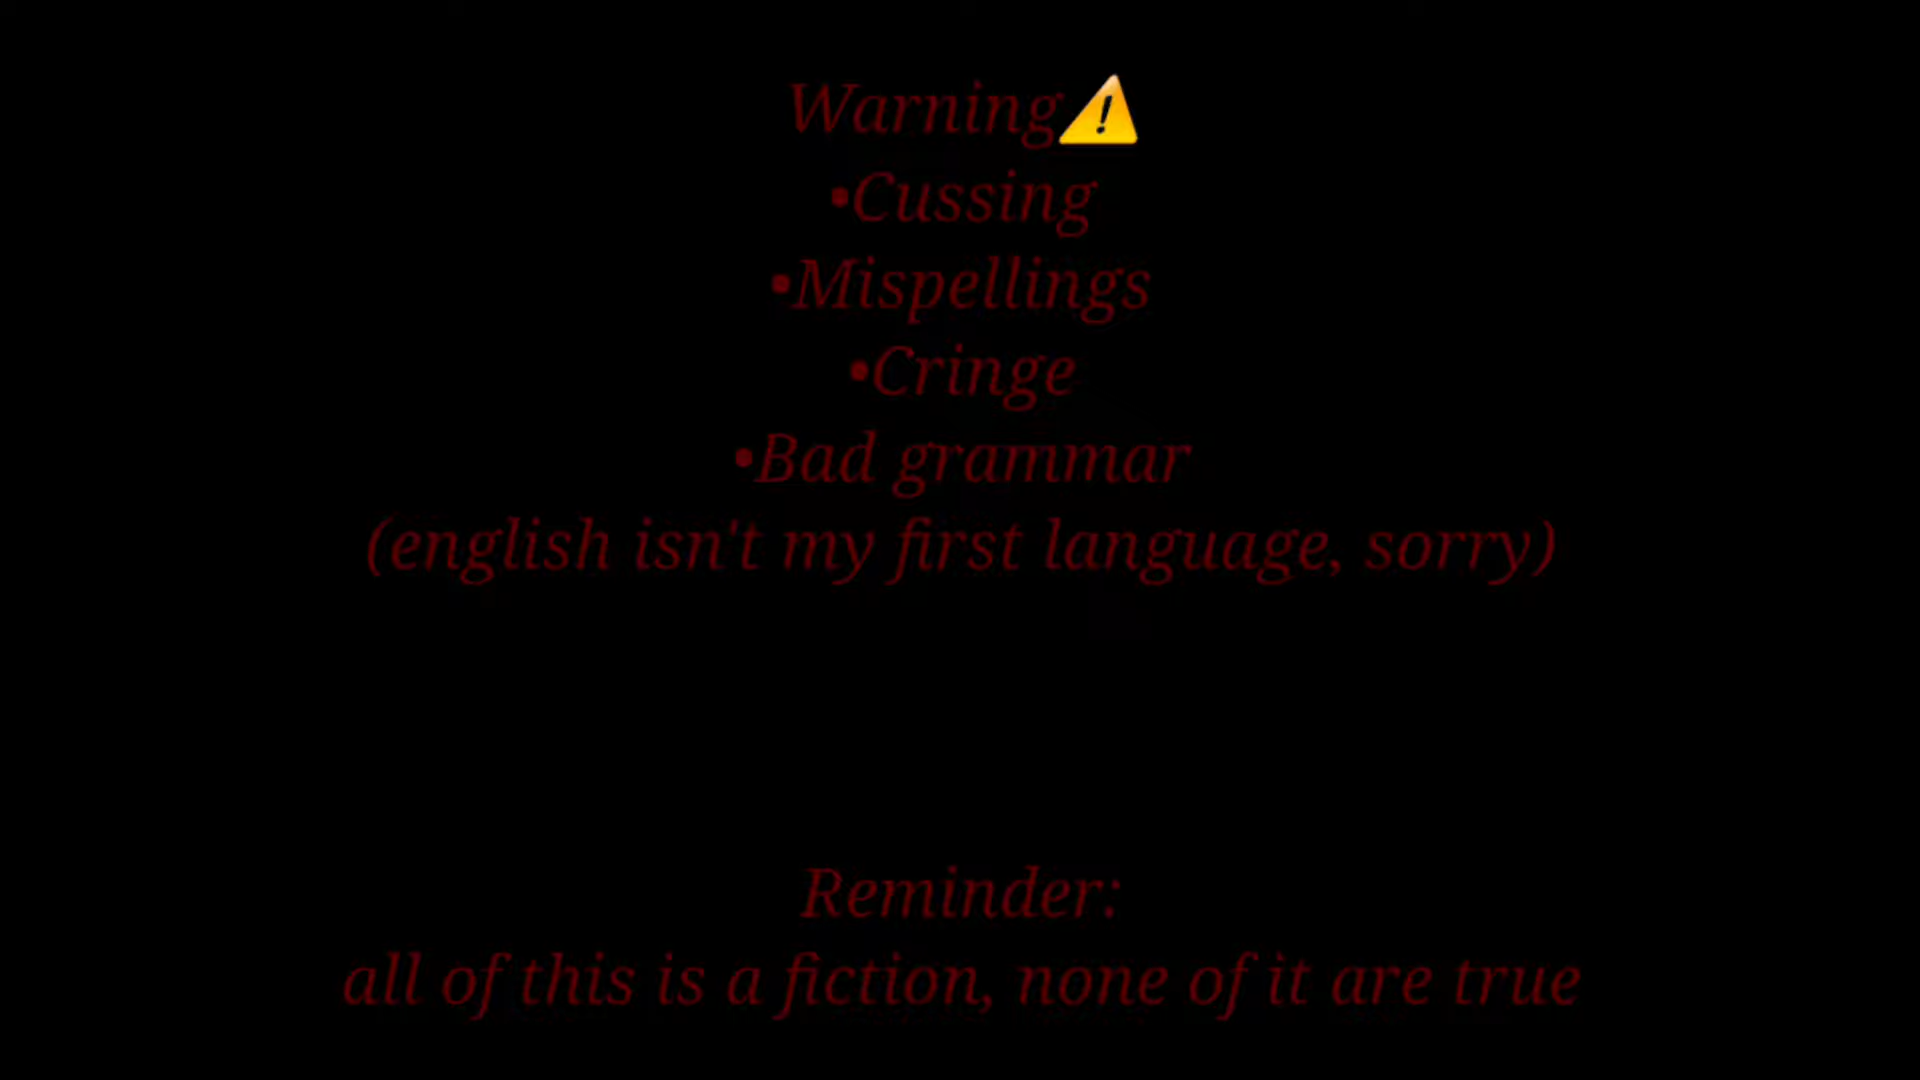 Warning⚠️
•Cussing
•Mispellings
•Cringe
•Bad grammar
(english isn't my first language, sorry)
Reminder:
all of this is a fiction, none of it are true